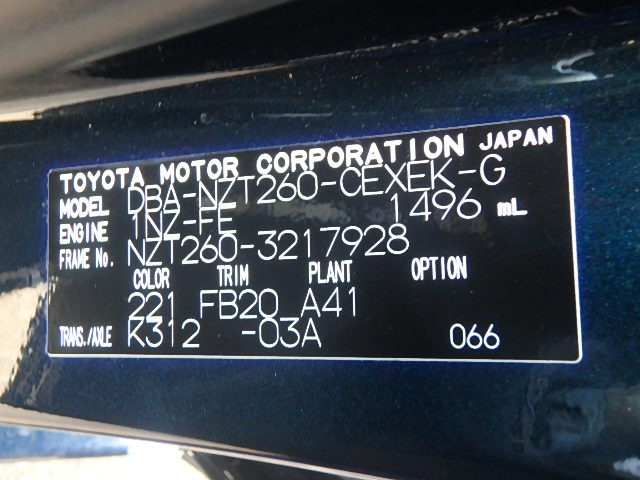 TOYOTA MOTOR CORPORATION JAPAN
MODEL DBA-NZT260-CEXEK-G
ENGINE 1NZ-FE 1496 mL
FRAME No. NZT260-3217928
COLOR TRIM PLANT OPTION
221 FB20 A41
TRANS./AXLE K312 -03A 066